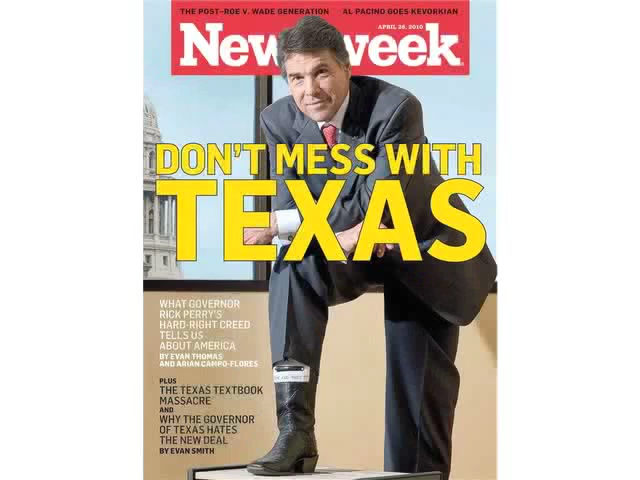 THE POST–ROE V. WADE GENERATION AL PACINO GOES KEVORKIAN
APRIL 26, 2010
Newsweek
DON'T MESS WITH
TEXAS
WHAT GOVERNOR
RICK PERRY'S
HARD-RIGHT CREED
TELLS US
ABOUT AMERICA
BY EVAN THOMAS
AND ARIAN CAMPO-FLORES
PLUS
THE TEXAS TEXTBOOK
MASSACRE
AND
WHY THE GOVERNOR
OF TEXAS HATES
THE NEW DEAL
BY EVAN SMITH